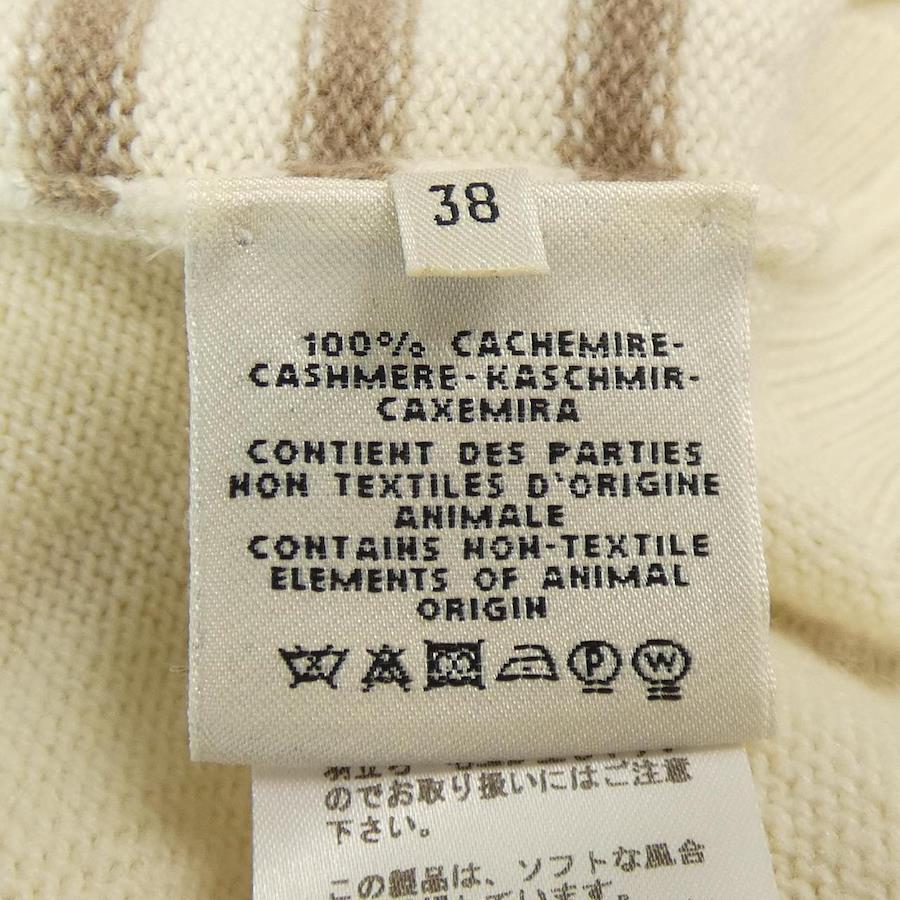 38
100% CACHEMIRE-
CASHMERE-KASCHMIR-
CAXEMIRA
CONTIENT DES PARTIES
NON TEXTILES D'ORIGINE
ANIMALE
CONTAINS NON-TEXTILE
ELEMENTS OF ANIMAL
ORIGIN
P W
のでお取り扱いにはご注意
下さい。
この製品は、ソフトな風合